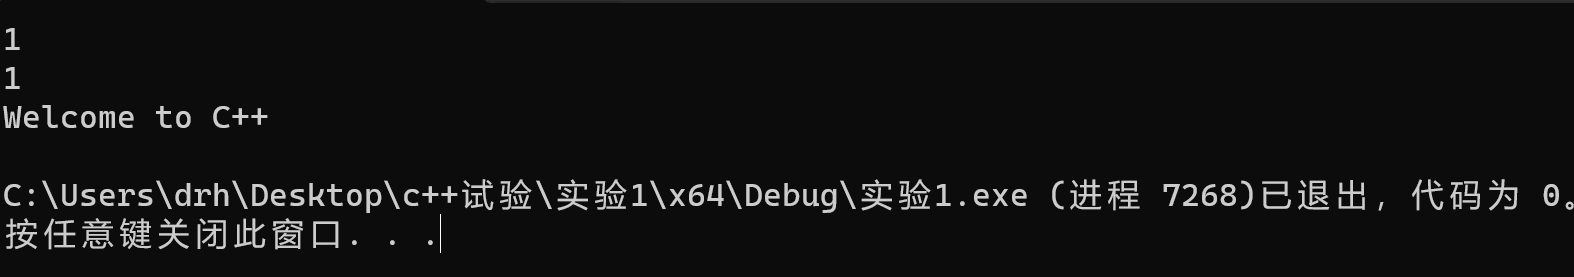 1
1
Welcome to C++
C:\Users\drh\Desktop\c++试验\实验1\x64\Debug\实验1.exe (进程 7268)已退出，代码为 0。
按任意键关闭此窗口. . .